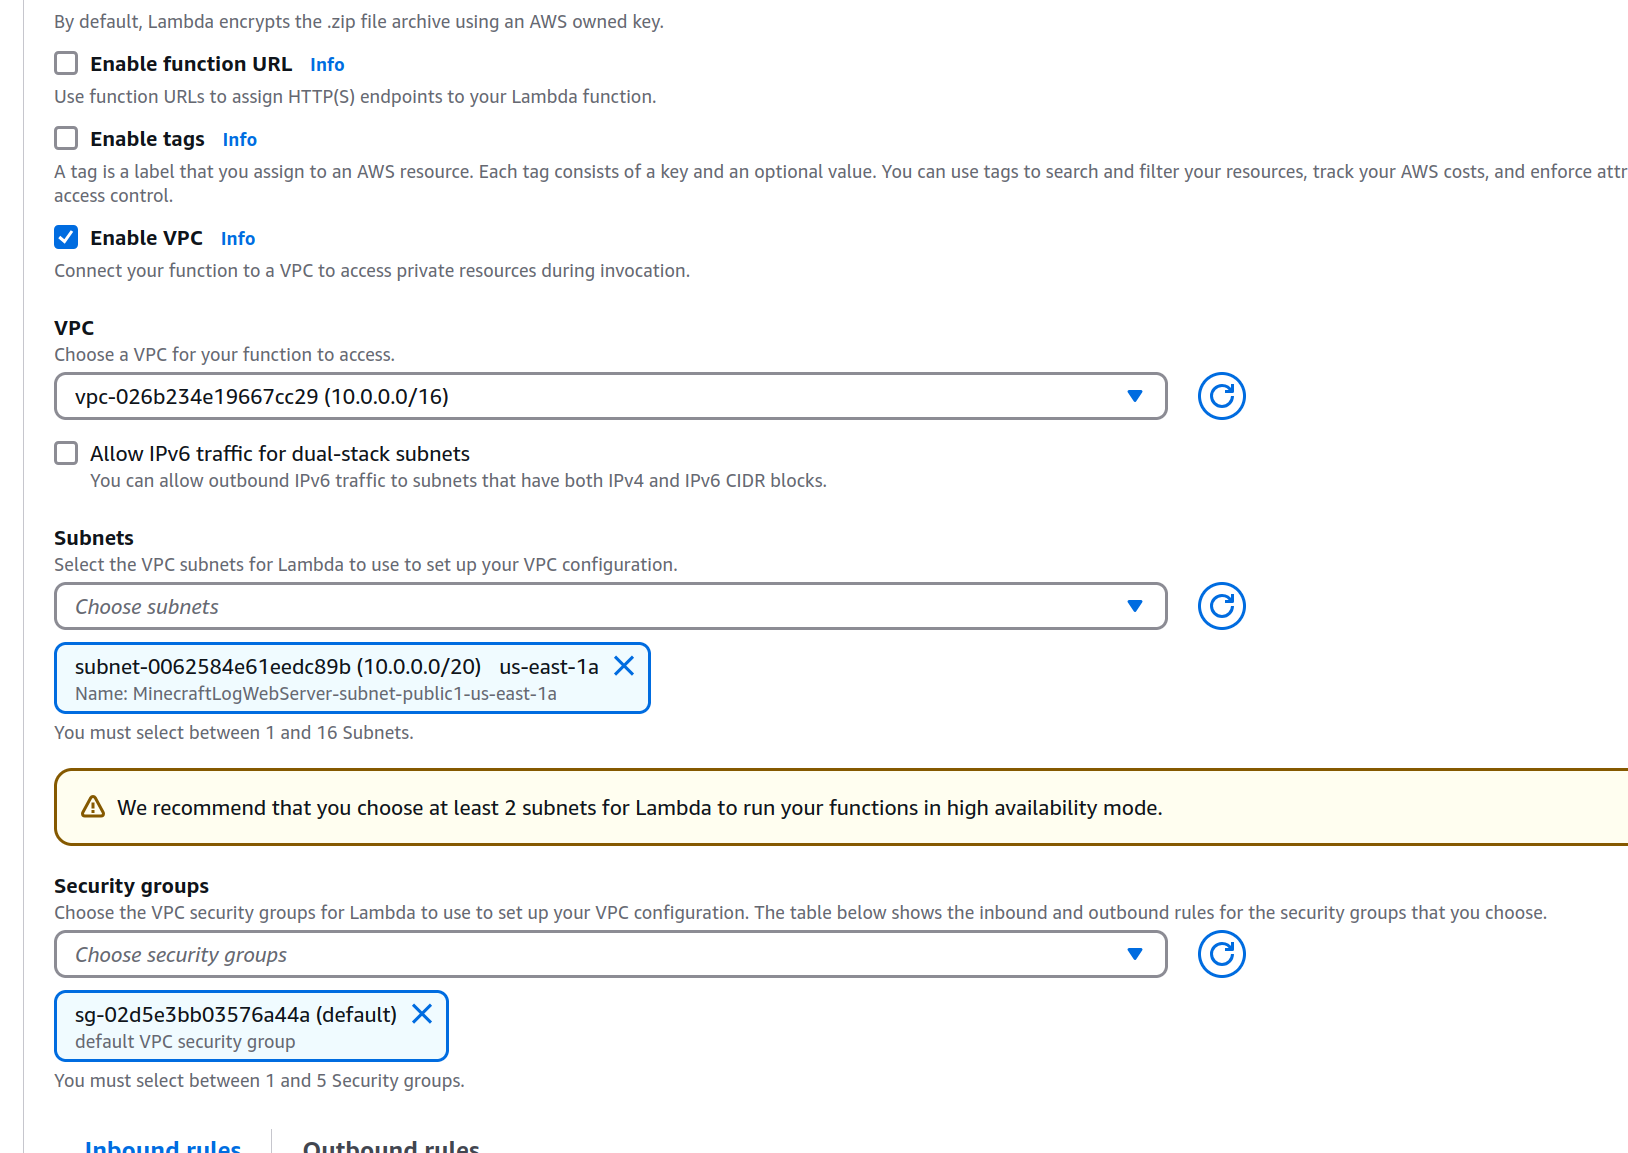 By default, Lambda encrypts the .zip file archive using an AWS owned key.
Enable function URL Info
Use function URLs to assign HTTP(S) endpoints to your Lambda function.
Enable tags Info
A tag is a label that you assign to an AWS resource. Each tag consists of a key and an optional value. You can use tags to search and filter your resources, track your AWS costs, and enforce attr
access control.
Enable VPC Info
Connect your function to a VPC to access private resources during invocation.
VPC
Choose a VPC for your function to access.
vpc-026b234e19667cc29 (10.0.0.0/16)
Allow IPv6 traffic for dual-stack subnets
You can allow outbound IPv6 traffic to subnets that have both IPv4 and IPv6 CIDR blocks.
Subnets
Select the VPC subnets for Lambda to use to set up your VPC configuration.
Choose subnets
subnet-0062584e61eedc89b (10.0.0.0/20) us-east-1a
Name: MinecraftLogWebServer-subnet-public1-us-east-1a
You must select between 1 and 16 Subnets.
We recommend that you choose at least 2 subnets for Lambda to run your functions in high availability mode.
Security groups
Choose the VPC security groups for Lambda to use to set up your VPC configuration. The table below shows the inbound and outbound rules for the security groups that you choose.
Choose security groups
sg-02d5e3bb03576a44a (default)
default VPC security group
You must select between 1 and 5 Security groups.
Inbound rules Outbound rules